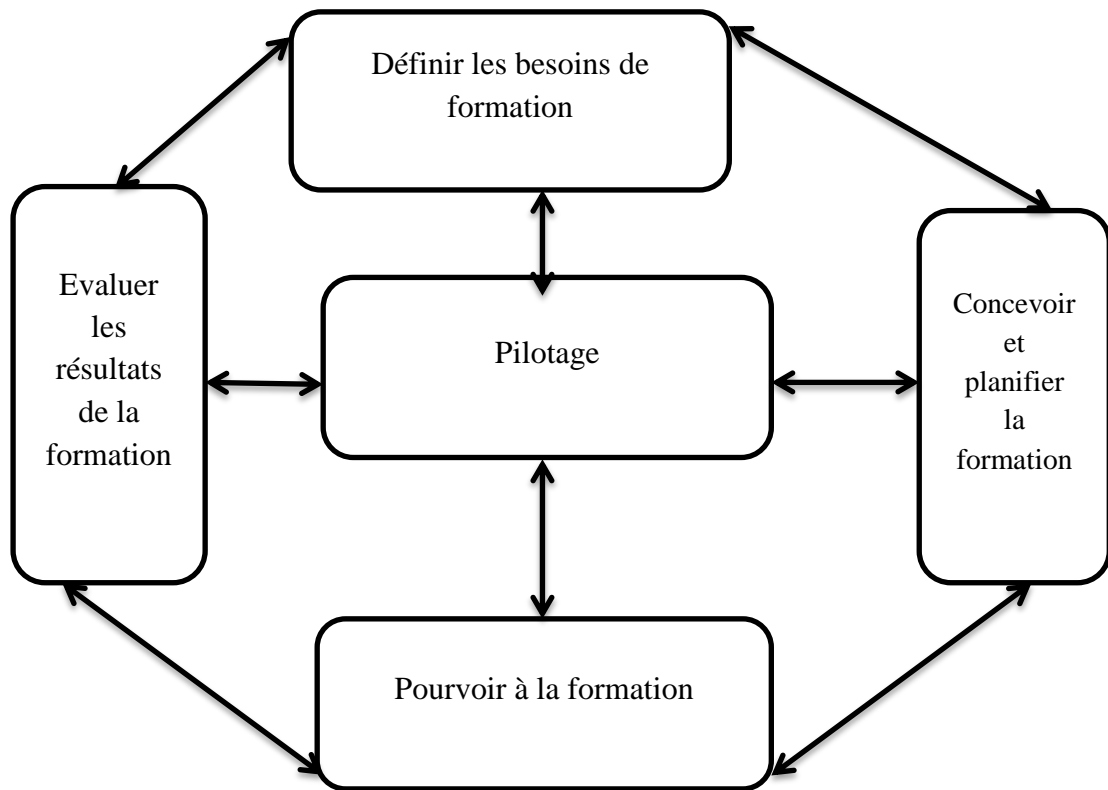 Définir les besoins de
formation
Evaluer
les
résultats
de la
formation
Pilotage
Concevoir
et
planifier
la
formation
Pourvoir à la formation